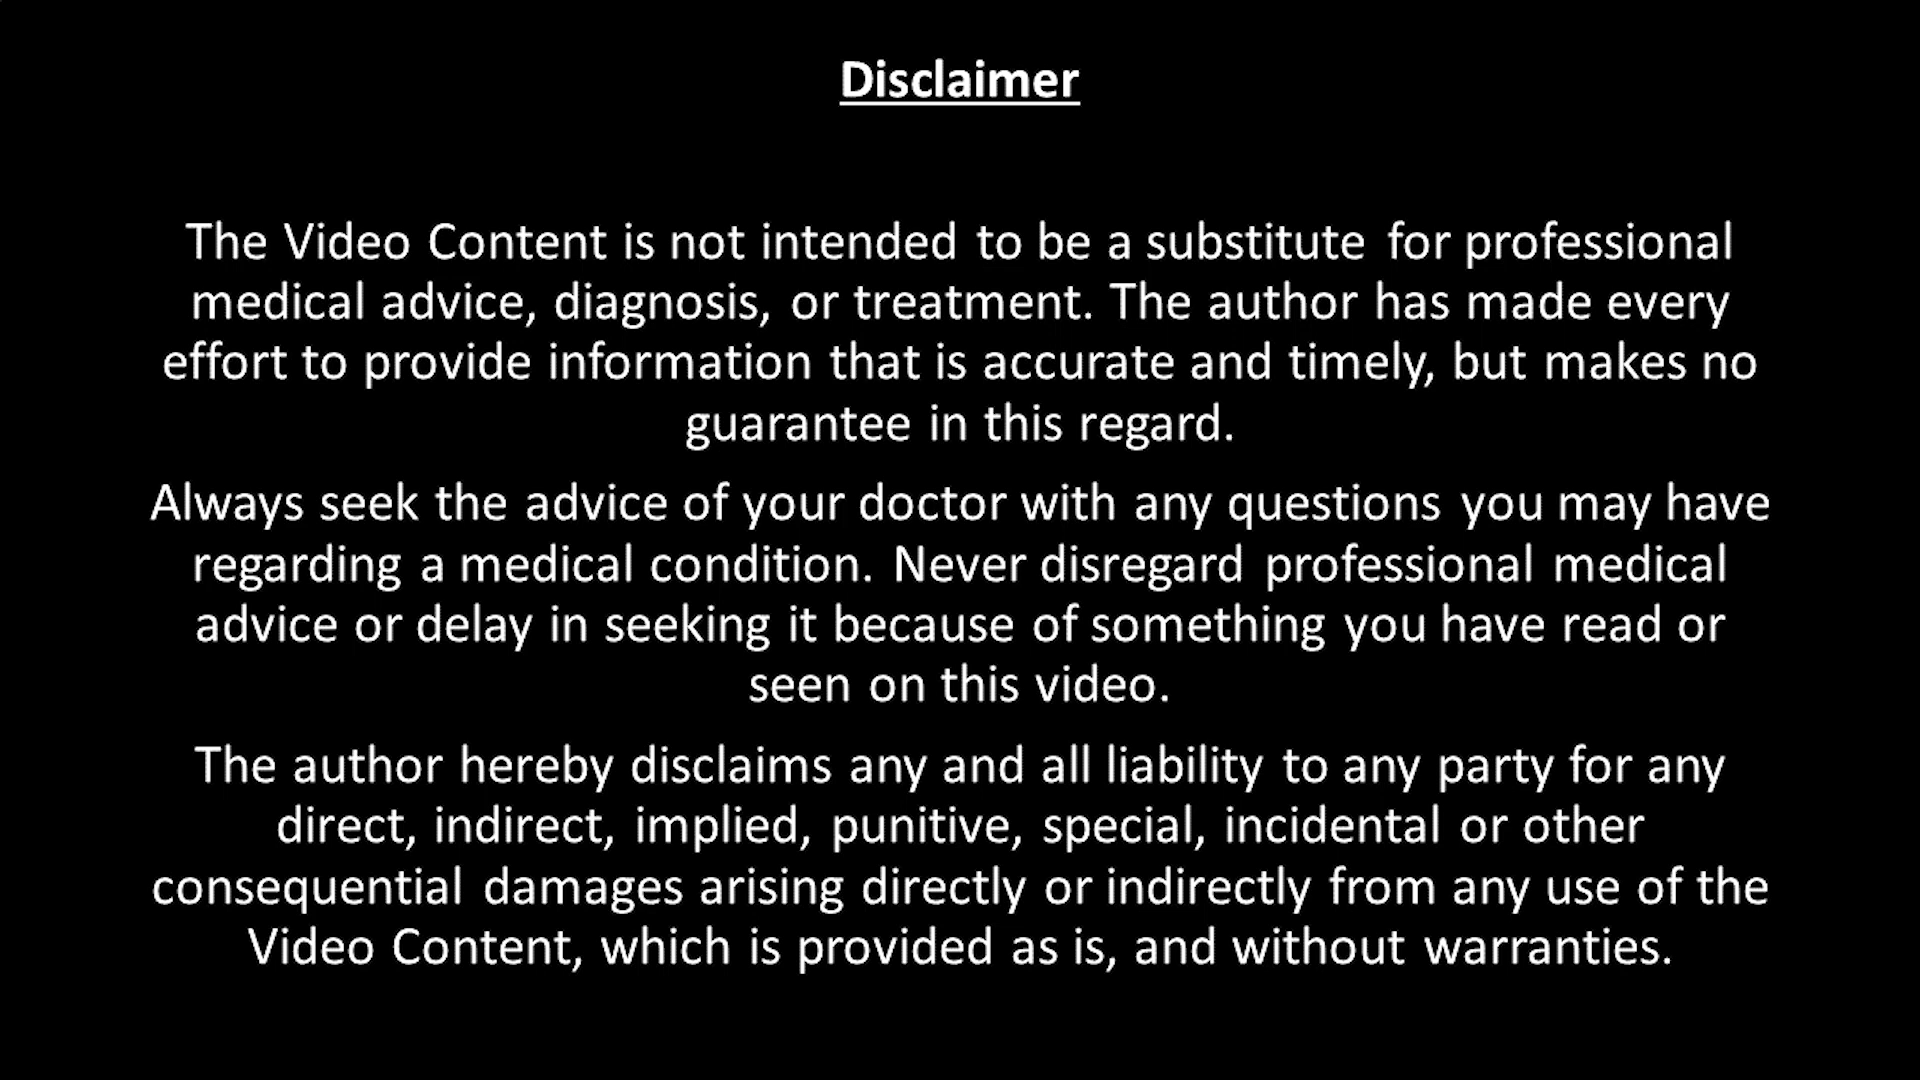 Disclaimer
The Video Content is not intended to be a substitute for professional
medical advice, diagnosis, or treatment. The author has made every
effort to provide information that is accurate and timely, but makes no
guarantee in this regard.
Always seek the advice of your doctor with any questions you may have
regarding a medical condition. Never disregard professional medical
advice or delay in seeking it because of something you have read or
seen on this video.
The author hereby disclaims any and all liability to any party for any
direct, indirect, implied, punitive, special, incidental or other
consequential damages arising directly or indirectly from any use of the
Video Content, which is provided as is, and without warranties.